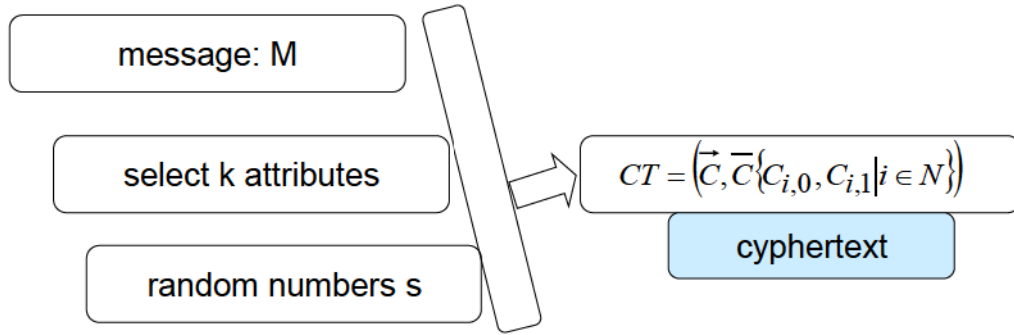 message: M
select k attributes
random numbers s
CT = (C⃗, C̅{C_{i,0}, C_{i,1}|i ∈ N})
cyphertext